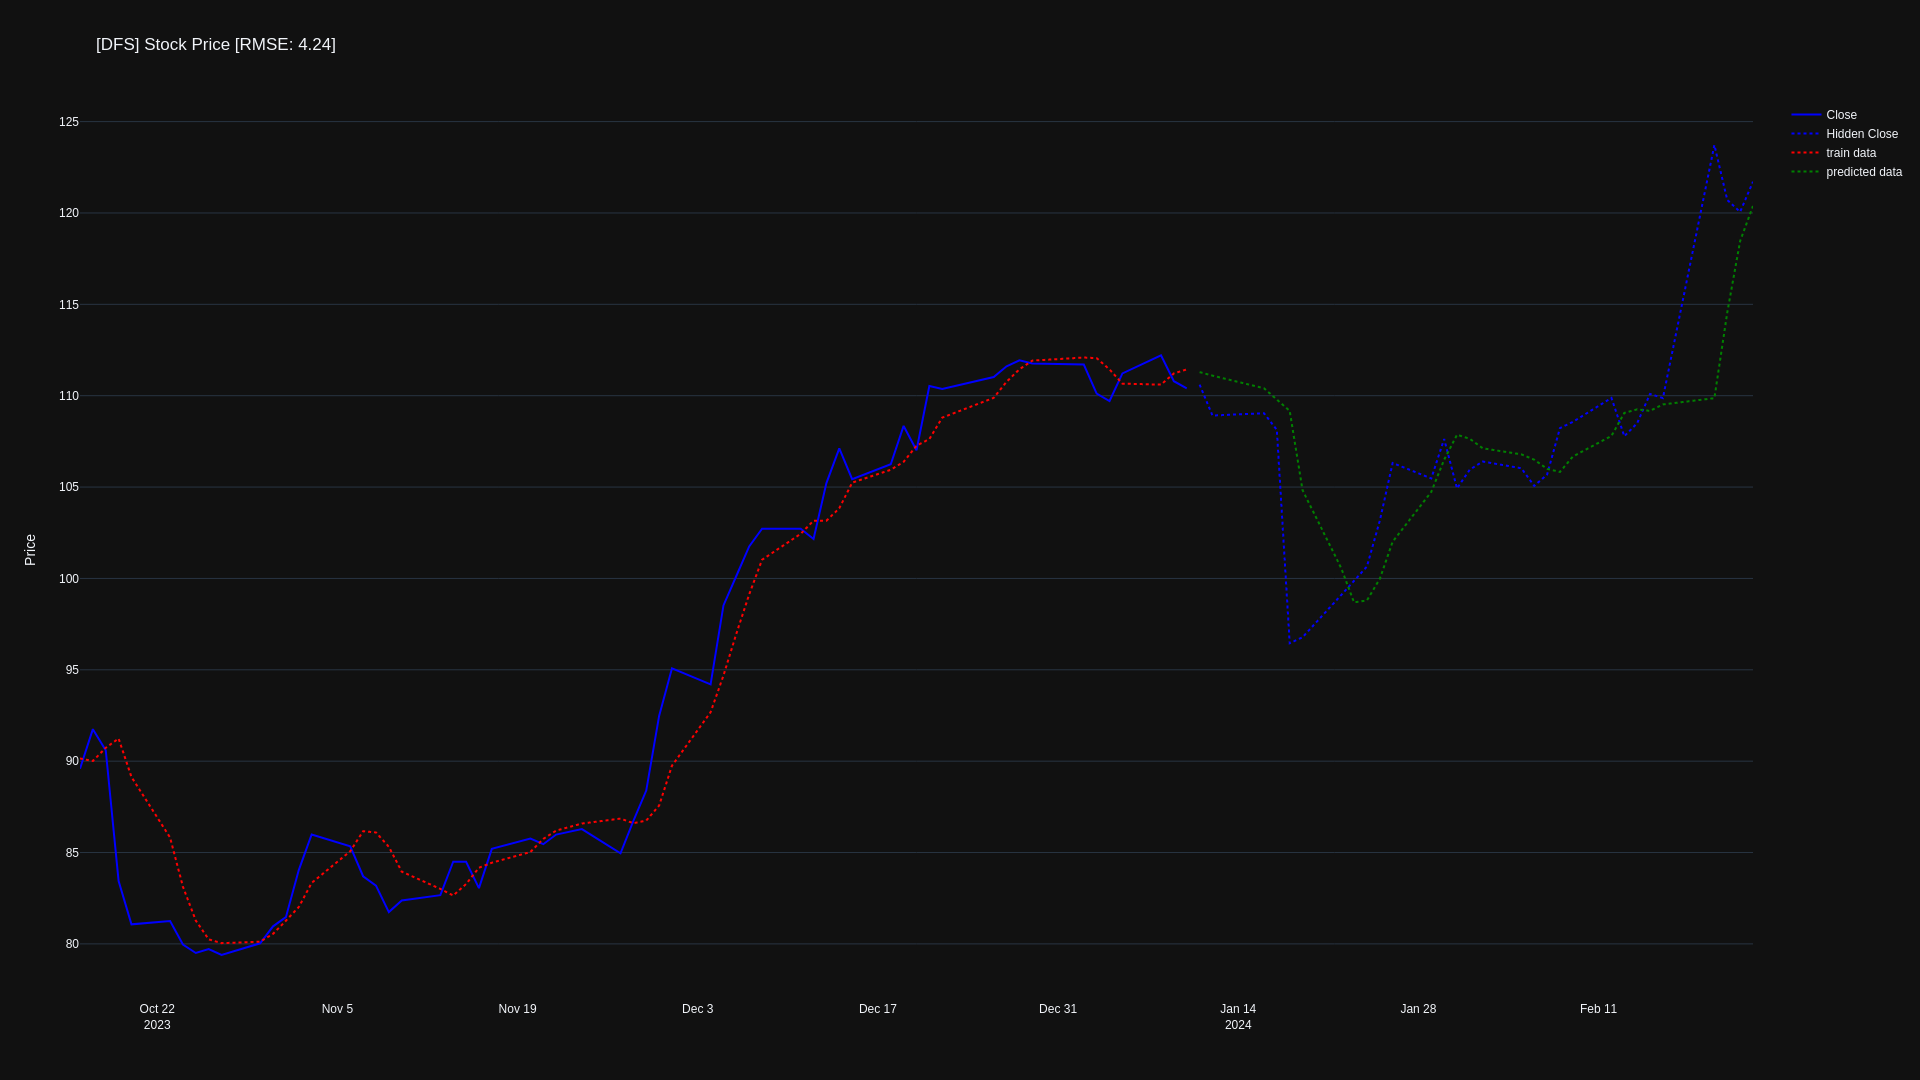 [DFS] Stock Price [RMSE: 4.24]
Close
Hidden Close
train data
predicted data
125
120
115
110
105
100
95
90
85
80
Price
Oct 22
2023
Nov 5
Nov 19
Dec 3
Dec 17
Dec 31
Jan 14
2024
Jan 28
Feb 11